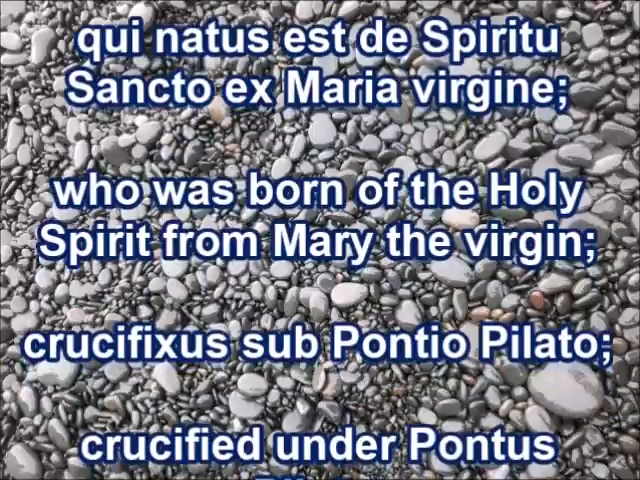 qui natus est de Spiritu
Sancto ex Maria virgine;
who was born of the Holy
Spirit from Mary the virgin;
crucifixus sub Pontio Pilato;
crucified under Pontus